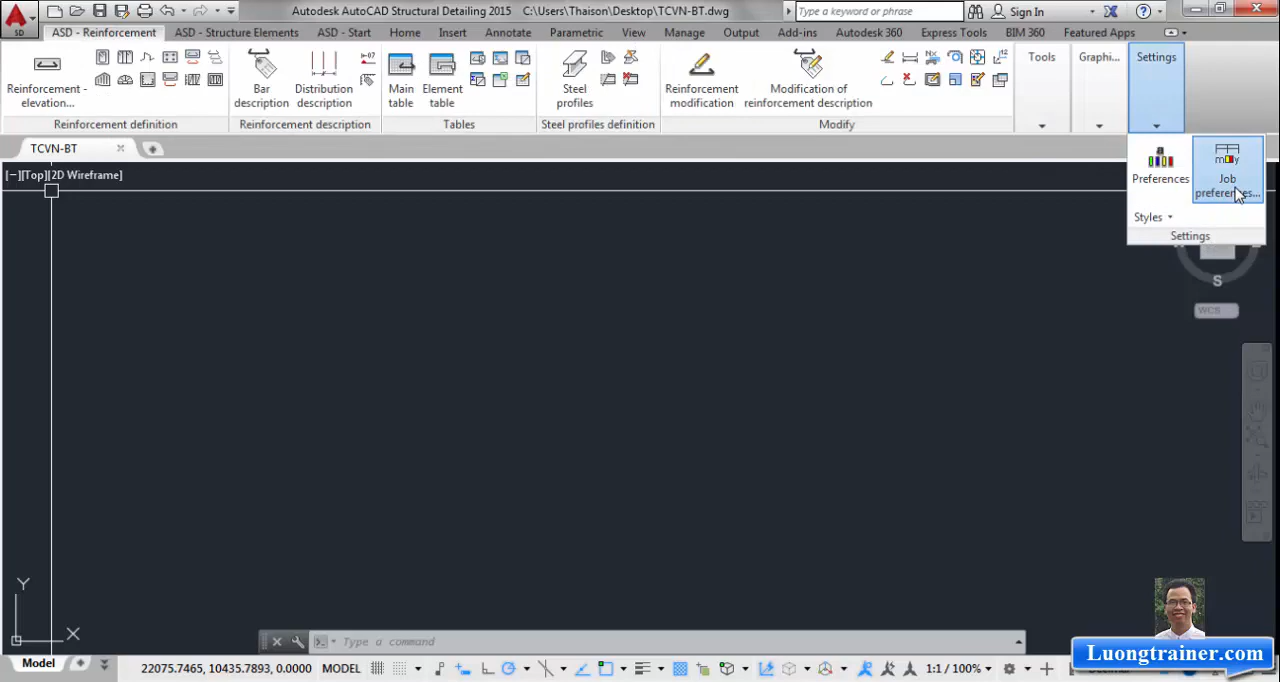 Autodesk AutoCAD Structural Detailing 2015 C:\Users\Thaison\Desktop\TCVN-BT.dwg
Type a keyword or phrase
Sign In
SD
ASD - Reinforcement
ASD - Structure Elements
ASD - Start
Home
Insert
Annotate
Parametric
View
Manage
Output
Add-ins
Autodesk 360
Express Tools
BIM 360
Featured Apps
Reinforcement -
elevation...
Bar
description
Distribution
description
Main
table
Element
table
Steel
profiles
Reinforcement
modification
Modification of
reinforcement description
Tools
Graphi...
Settings
Reinforcement definition
Reinforcement description
Tables
Steel profiles definition
Modify
TCVN-BT
Preferences
Job
preferences...
Styles
Settings
[−][Top][2D Wireframe]
S
WCS
Y
X
Type a command
Luongtrainer.com
Model
22075.7465, 10435.7893, 0.0000
MODEL
1:1 / 100%